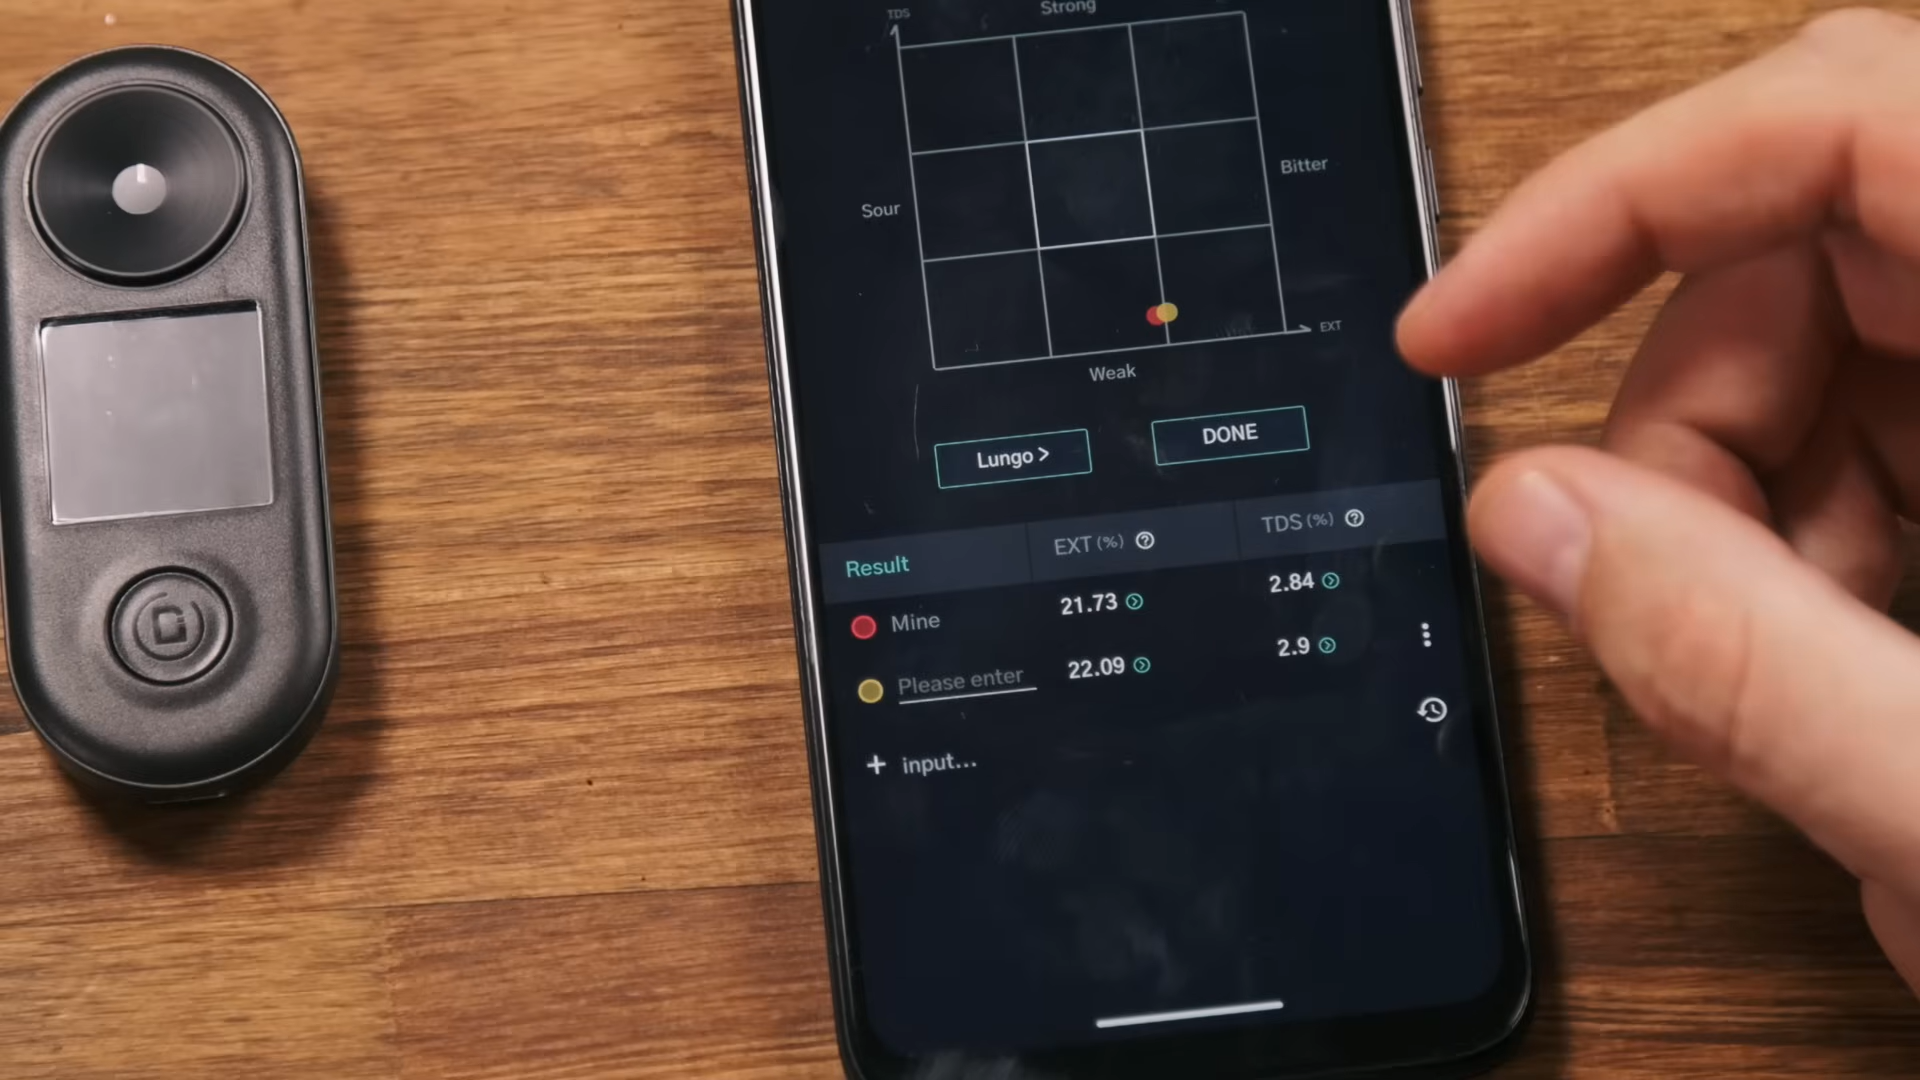 TDS
Strong
Bitter
Sour
EXT
Weak
Lungo >
DONE
Result EXT (%) ? TDS (%) ?
Mine 21.73 2.84
Please enter 22.09 2.9
+ input...